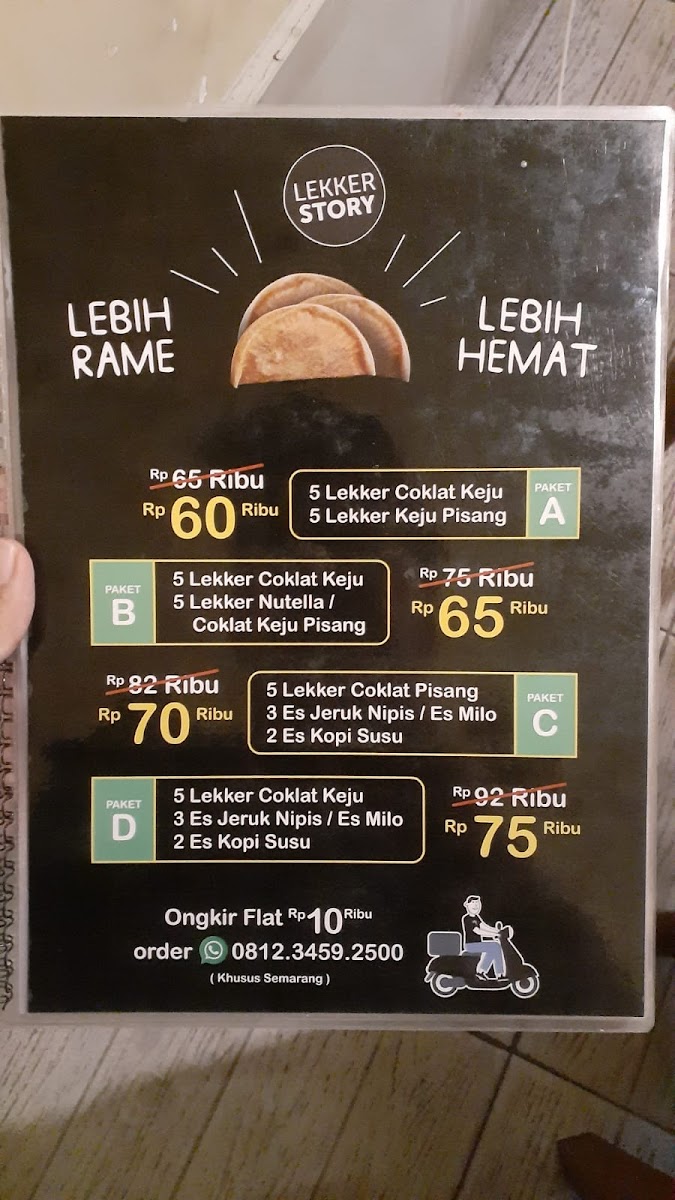 LEKKER
STORY
LEBIH
RAME
LEBIH
HEMAT
Rp 65 Ribu
Rp 60 Ribu
5 Lekker Coklat Keju
5 Lekker Keju Pisang
PAKET
A
PAKET
B
5 Lekker Coklat Keju
5 Lekker Nutella /
Coklat Keju Pisang
Rp 75 Ribu
Rp 65 Ribu
Rp 82 Ribu
Rp 70 Ribu
5 Lekker Coklat Pisang
3 Es Jeruk Nipis / Es Milo
2 Es Kopi Susu
PAKET
C
PAKET
D
5 Lekker Coklat Keju
3 Es Jeruk Nipis / Es Milo
2 Es Kopi Susu
Rp 92 Ribu
Rp 75 Ribu
Ongkir Flat Rp 10 Ribu
order 0812.3459.2500
( Khusus Semarang )